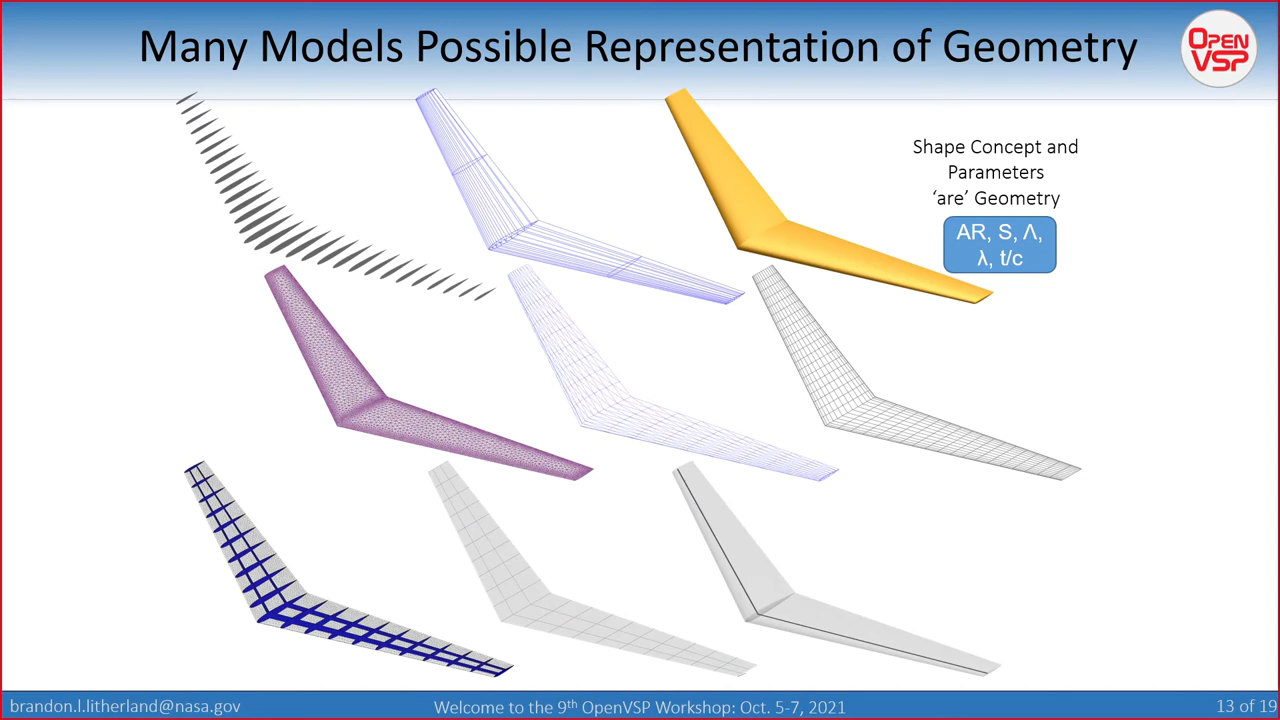 Many Models Possible Representation of Geometry
OPEN
VSP
Shape Concept and
Parameters
‘are’ Geometry
AR, S, Λ,
λ, t/c
brandon.l.litherland@nasa.gov
Welcome to the 9th OpenVSP Workshop: Oct. 5-7, 2021
13 of 19